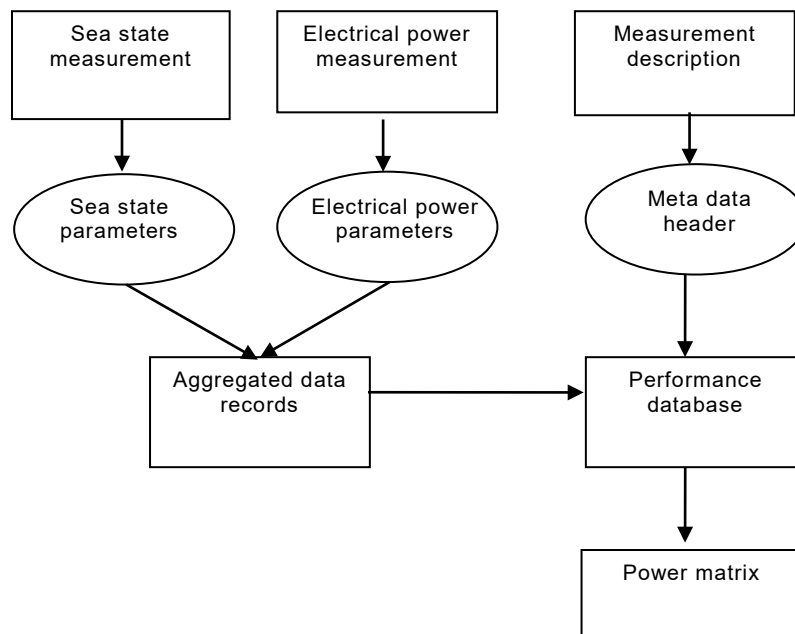 Sea state
measurement
Electrical power
measurement
Measurement
description
Sea state
parameters
Electrical power
parameters
Meta data
header
Aggregated data
records
Performance
database
Power matrix